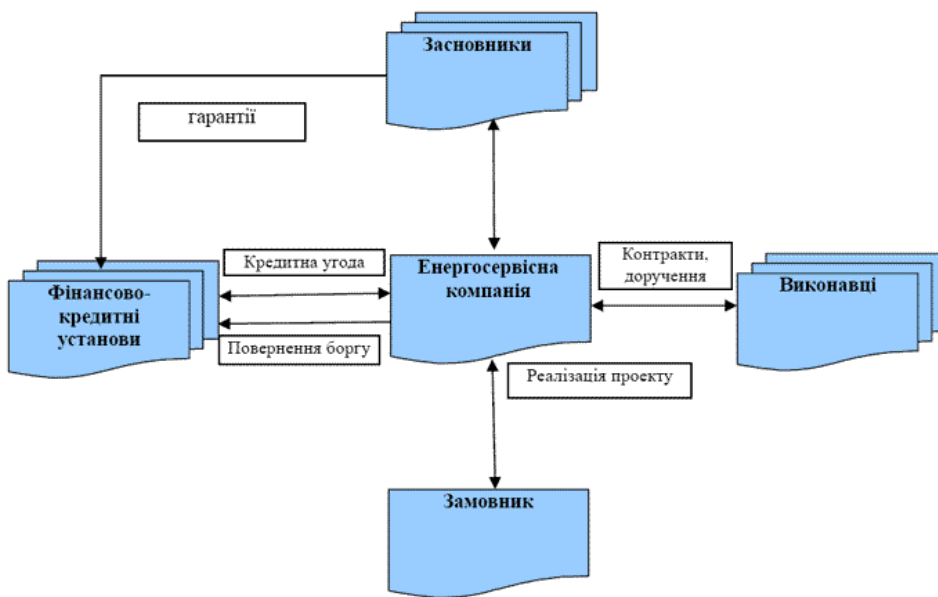 Засновники
гарантії
Кредитна угода
Енергосервісна
компанія
Контракти,
доручення
Фінансово-
кредитні
установи
Виконавці
Повернення боргу
Реалізація проекту
Замовник